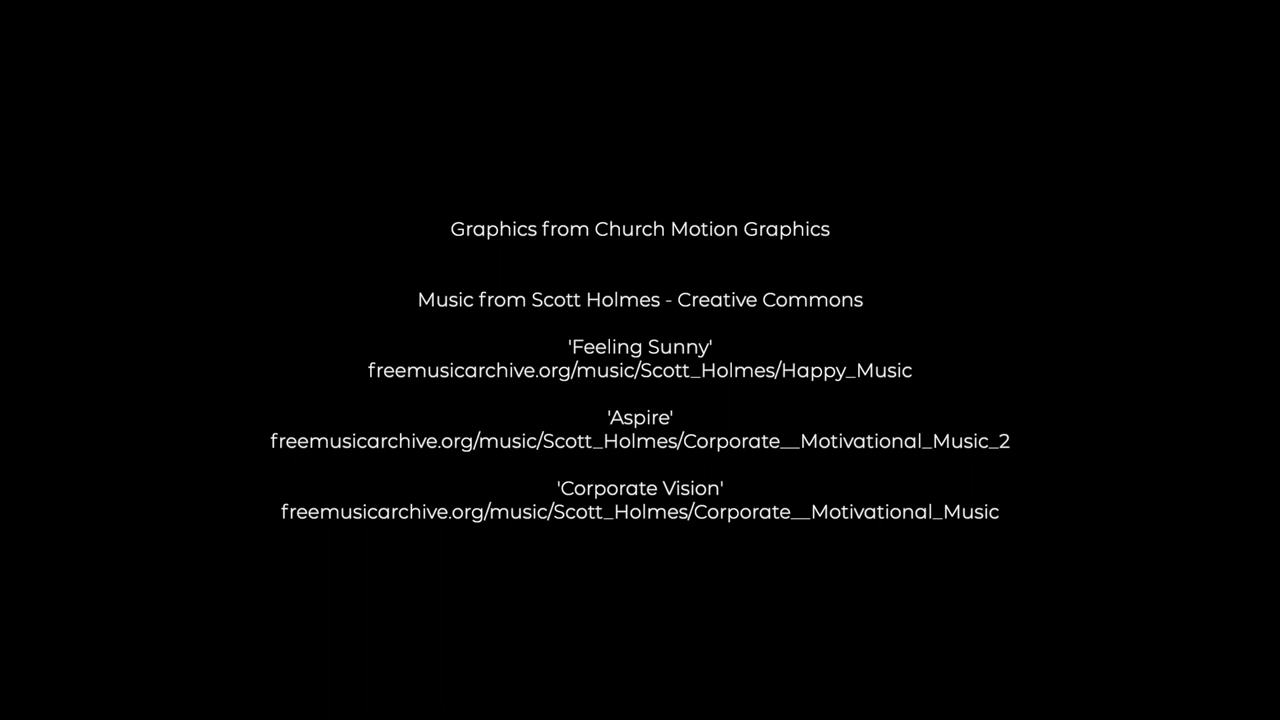 Graphics from Church Motion Graphics
Music from Scott Holmes - Creative Commons
'Feeling Sunny'
freemusicarchive.org/music/Scott_Holmes/Happy_Music
'Aspire'
freemusicarchive.org/music/Scott_Holmes/Corporate__Motivational_Music_2
'Corporate Vision'
freemusicarchive.org/music/Scott_Holmes/Corporate__Motivational_Music